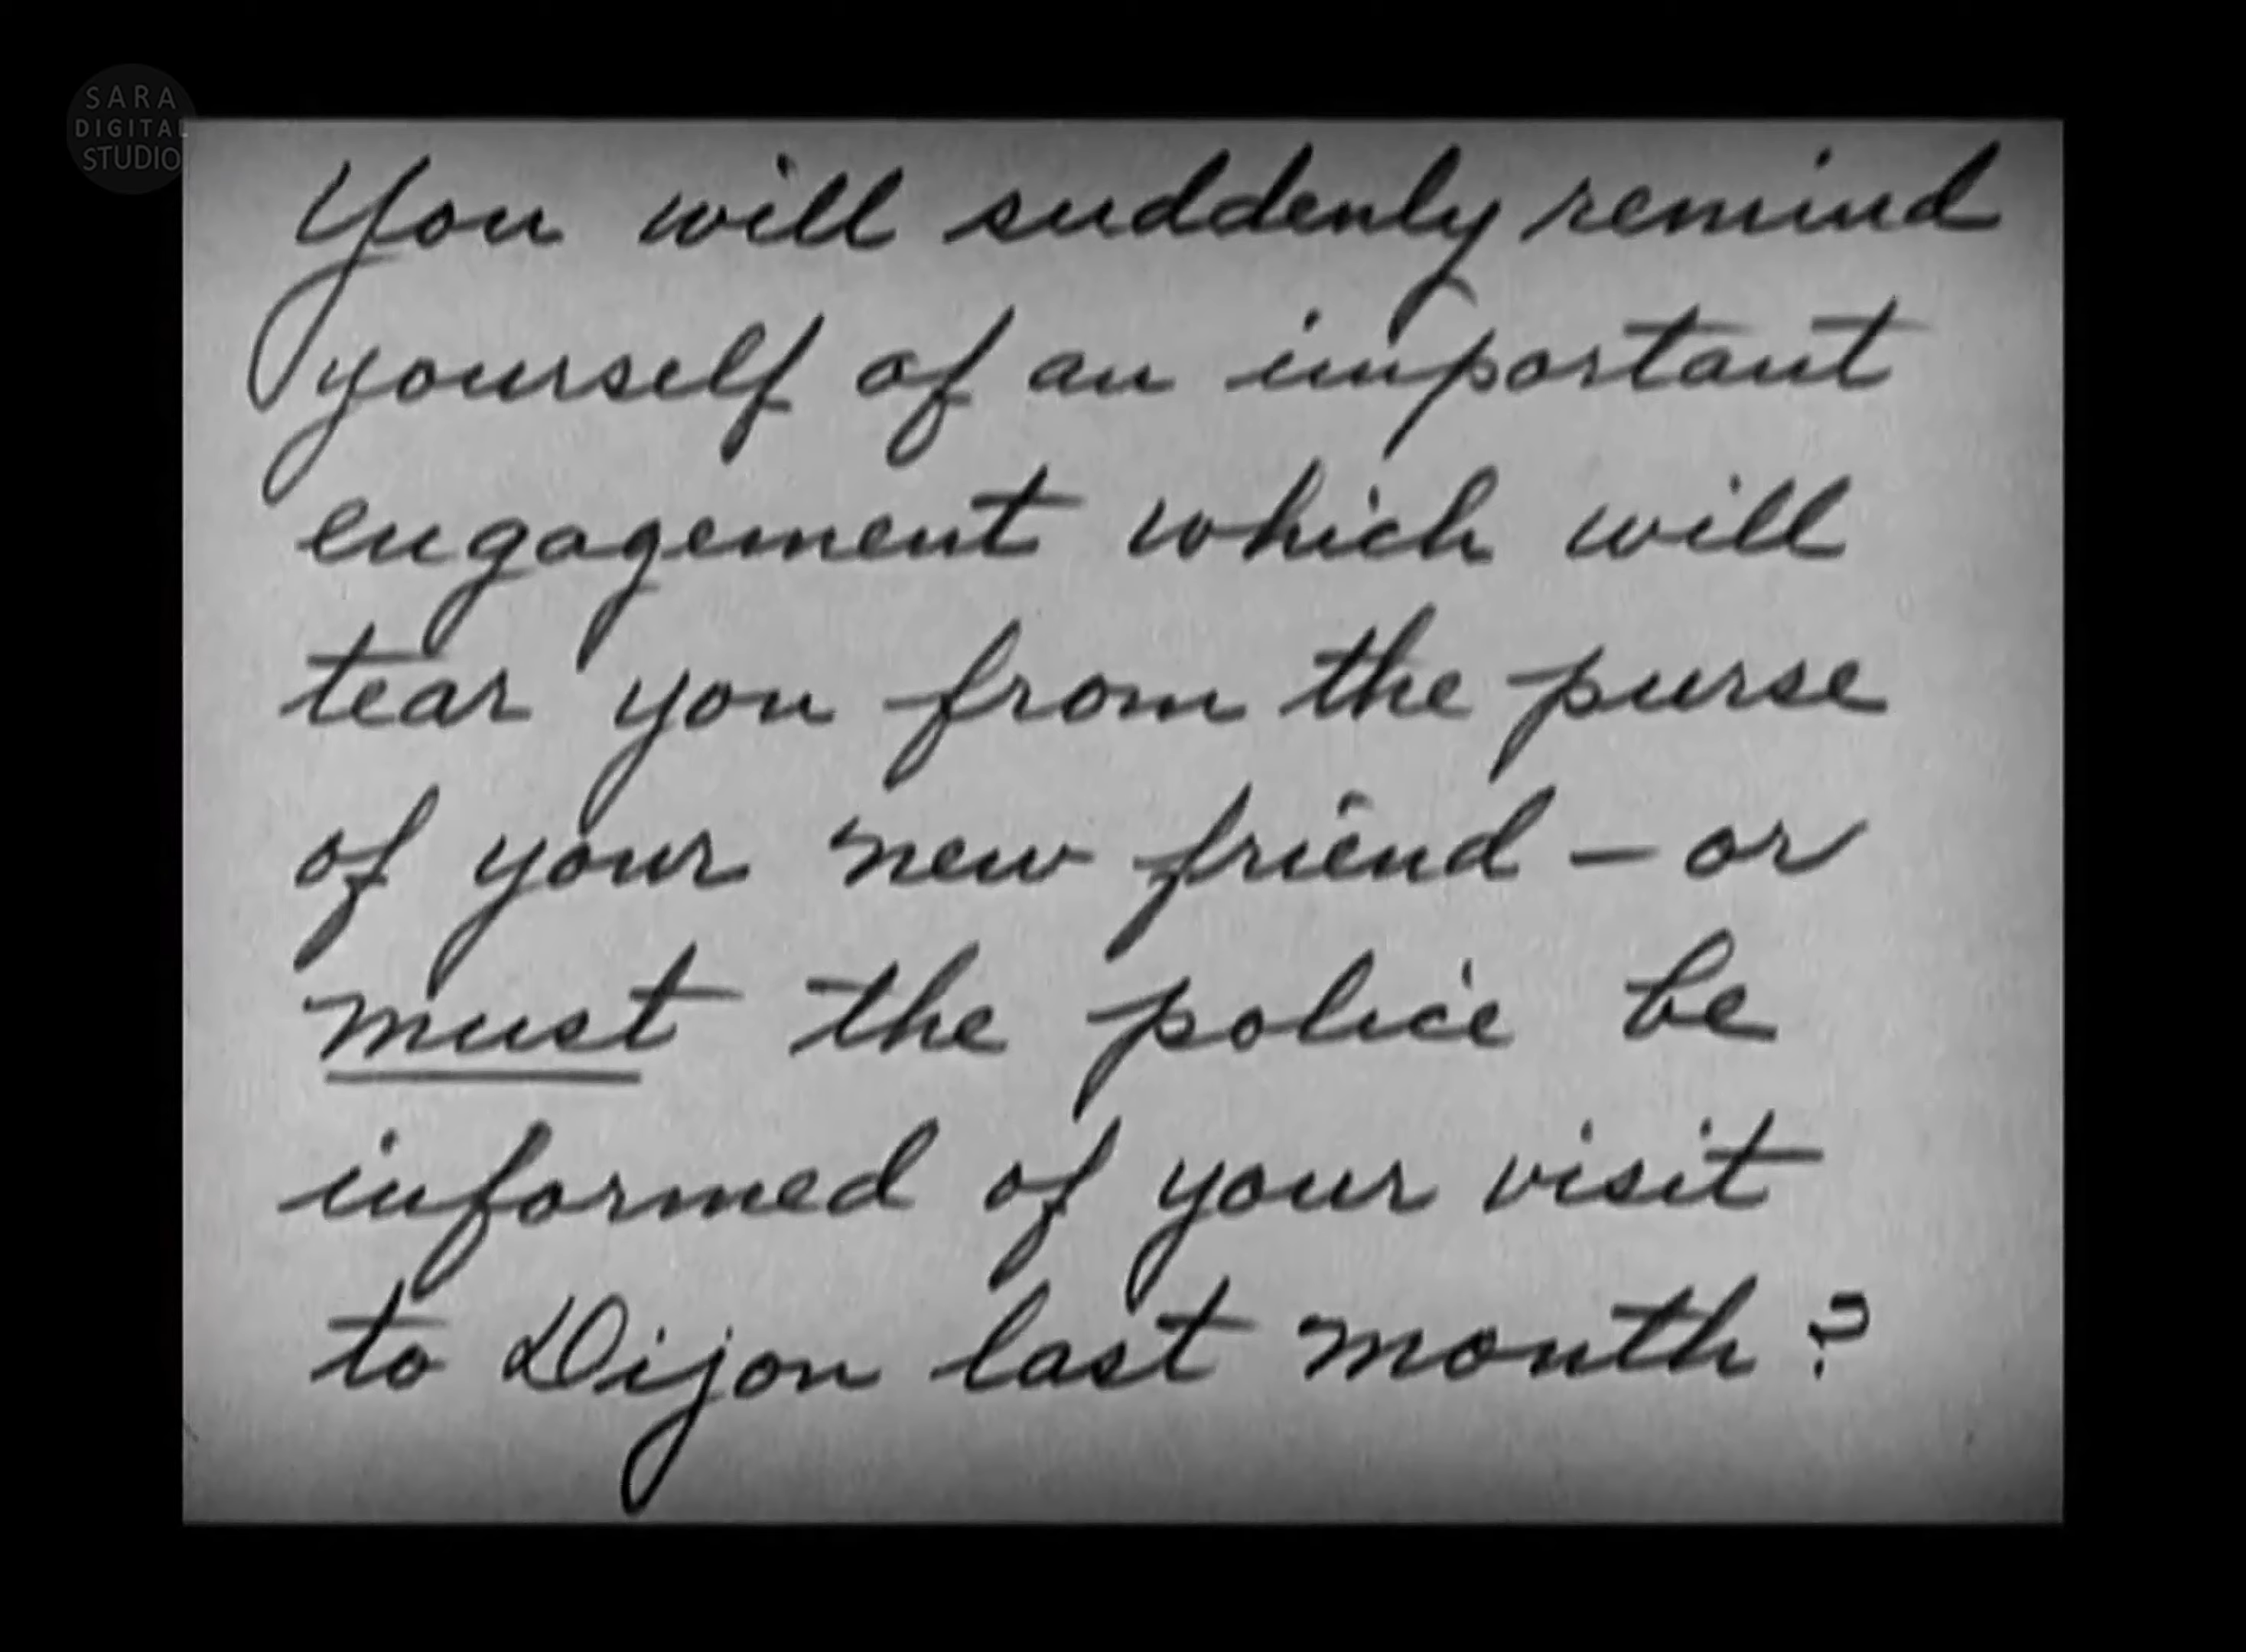 SARA
DIGITAL
STUDIO
You will suddenly remind
yourself of an important
engagement which will
tear you from the purse
of your new friend – or
must the police be
informed of your visit
to Dijon last month?